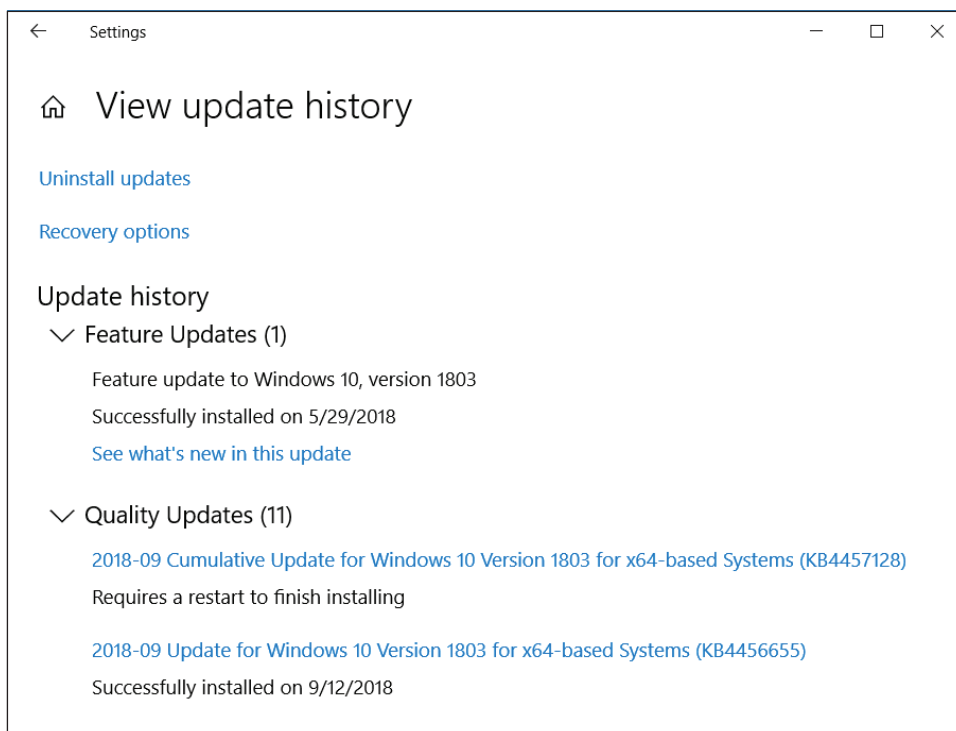 Settings
View update history
Uninstall updates
Recovery options
Update history
Feature Updates (1)
Feature update to Windows 10, version 1803
Successfully installed on 5/29/2018
See what's new in this update
Quality Updates (11)
2018-09 Cumulative Update for Windows 10 Version 1803 for x64-based Systems (KB4457128)
Requires a restart to finish installing
2018-09 Update for Windows 10 Version 1803 for x64-based Systems (KB4456655)
Successfully installed on 9/12/2018